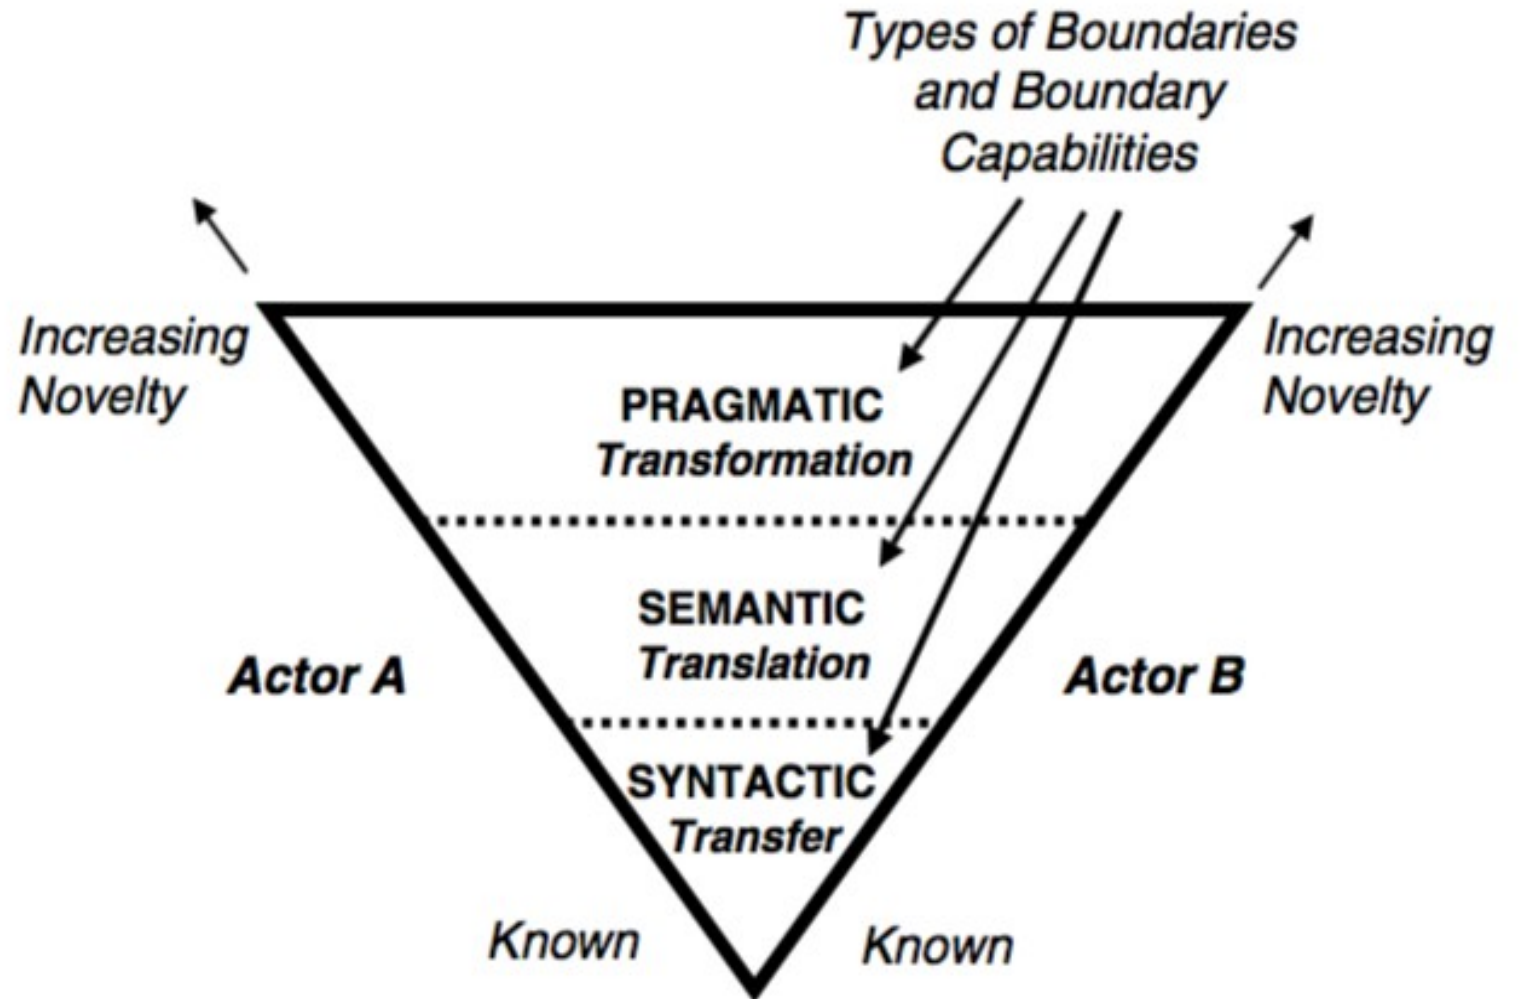 Types of Boundaries
and Boundary
Capabilities
Increasing
Novelty
Increasing
Novelty
PRAGMATIC
Transformation
SEMANTIC
Translation
Actor A
Actor B
SYNTACTIC
Transfer
Known
Known